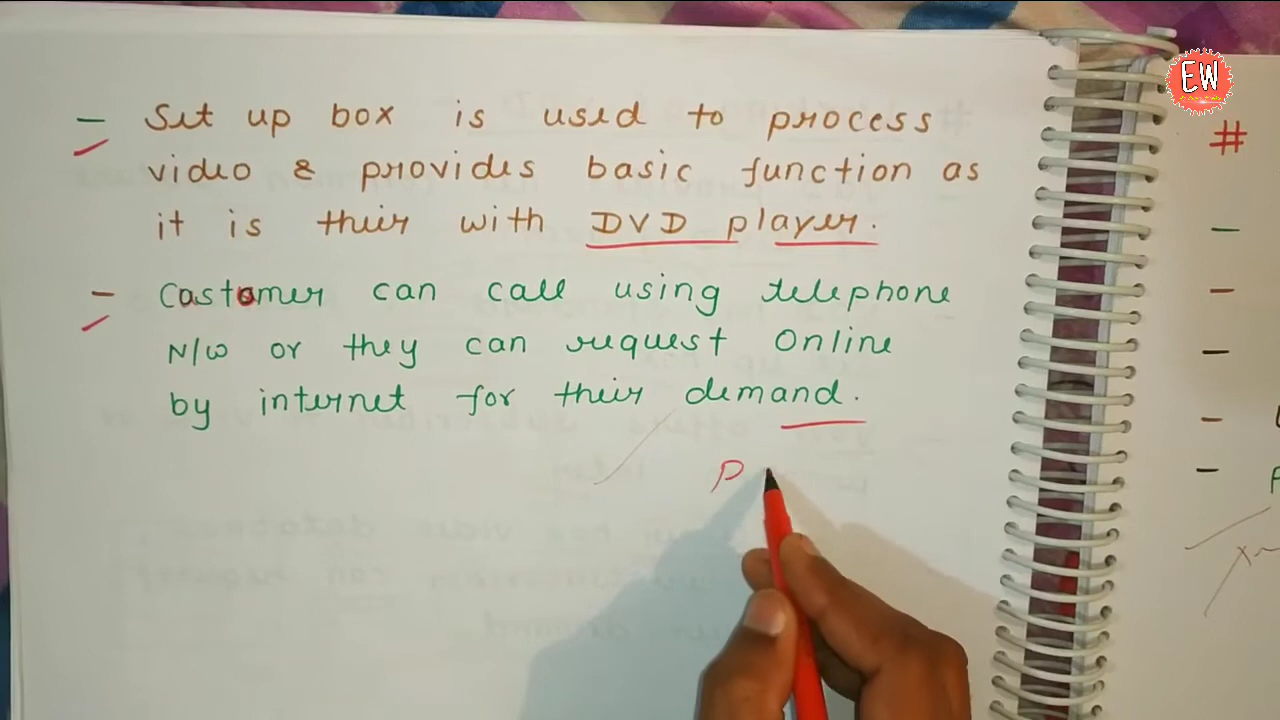 - Set up box is used to process
video & provides basic function as
it is their with DVD player.
- Castomer can call using telephone
N/W or they can request Online
by internet for their demand.
P
EW
#